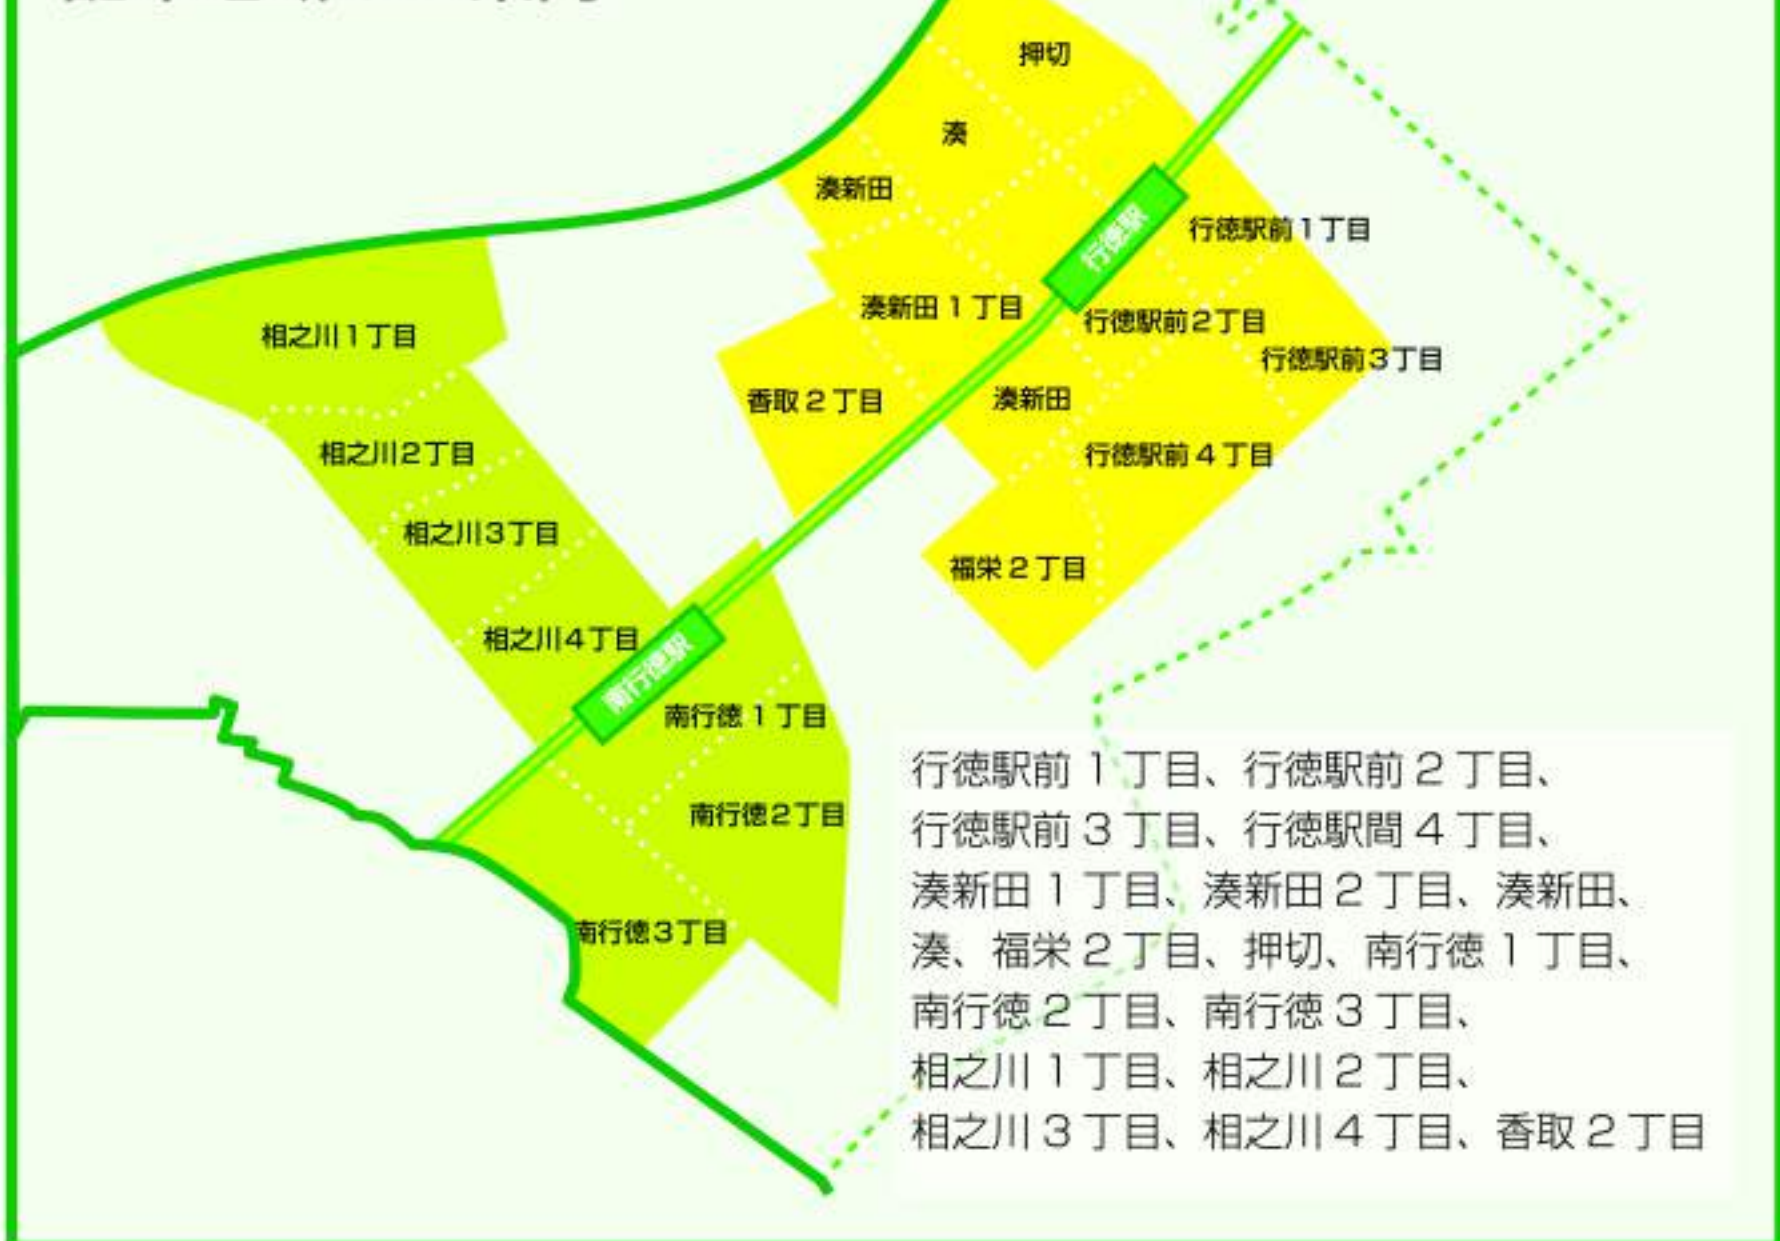 押切
湊
湊新田
行徳駅
行徳駅前1丁目
湊新田1丁目
行徳駅前2丁目
相之川1丁目
行徳駅前3丁目
香取2丁目
湊新田
相之川2丁目
行徳駅前4丁目
相之川3丁目
福栄2丁目
相之川4丁目
南行徳駅
南行徳1丁目
南行徳2丁目
南行徳3丁目
行徳駅前1丁目、行徳駅前2丁目、
行徳駅前3丁目、行徳駅間4丁目、
湊新田1丁目、湊新田2丁目、湊新田、
湊、福栄2丁目、押切、南行徳1丁目、
南行徳2丁目、南行徳3丁目、
相之川1丁目、相之川2丁目、
相之川3丁目、相之川4丁目、香取2丁目